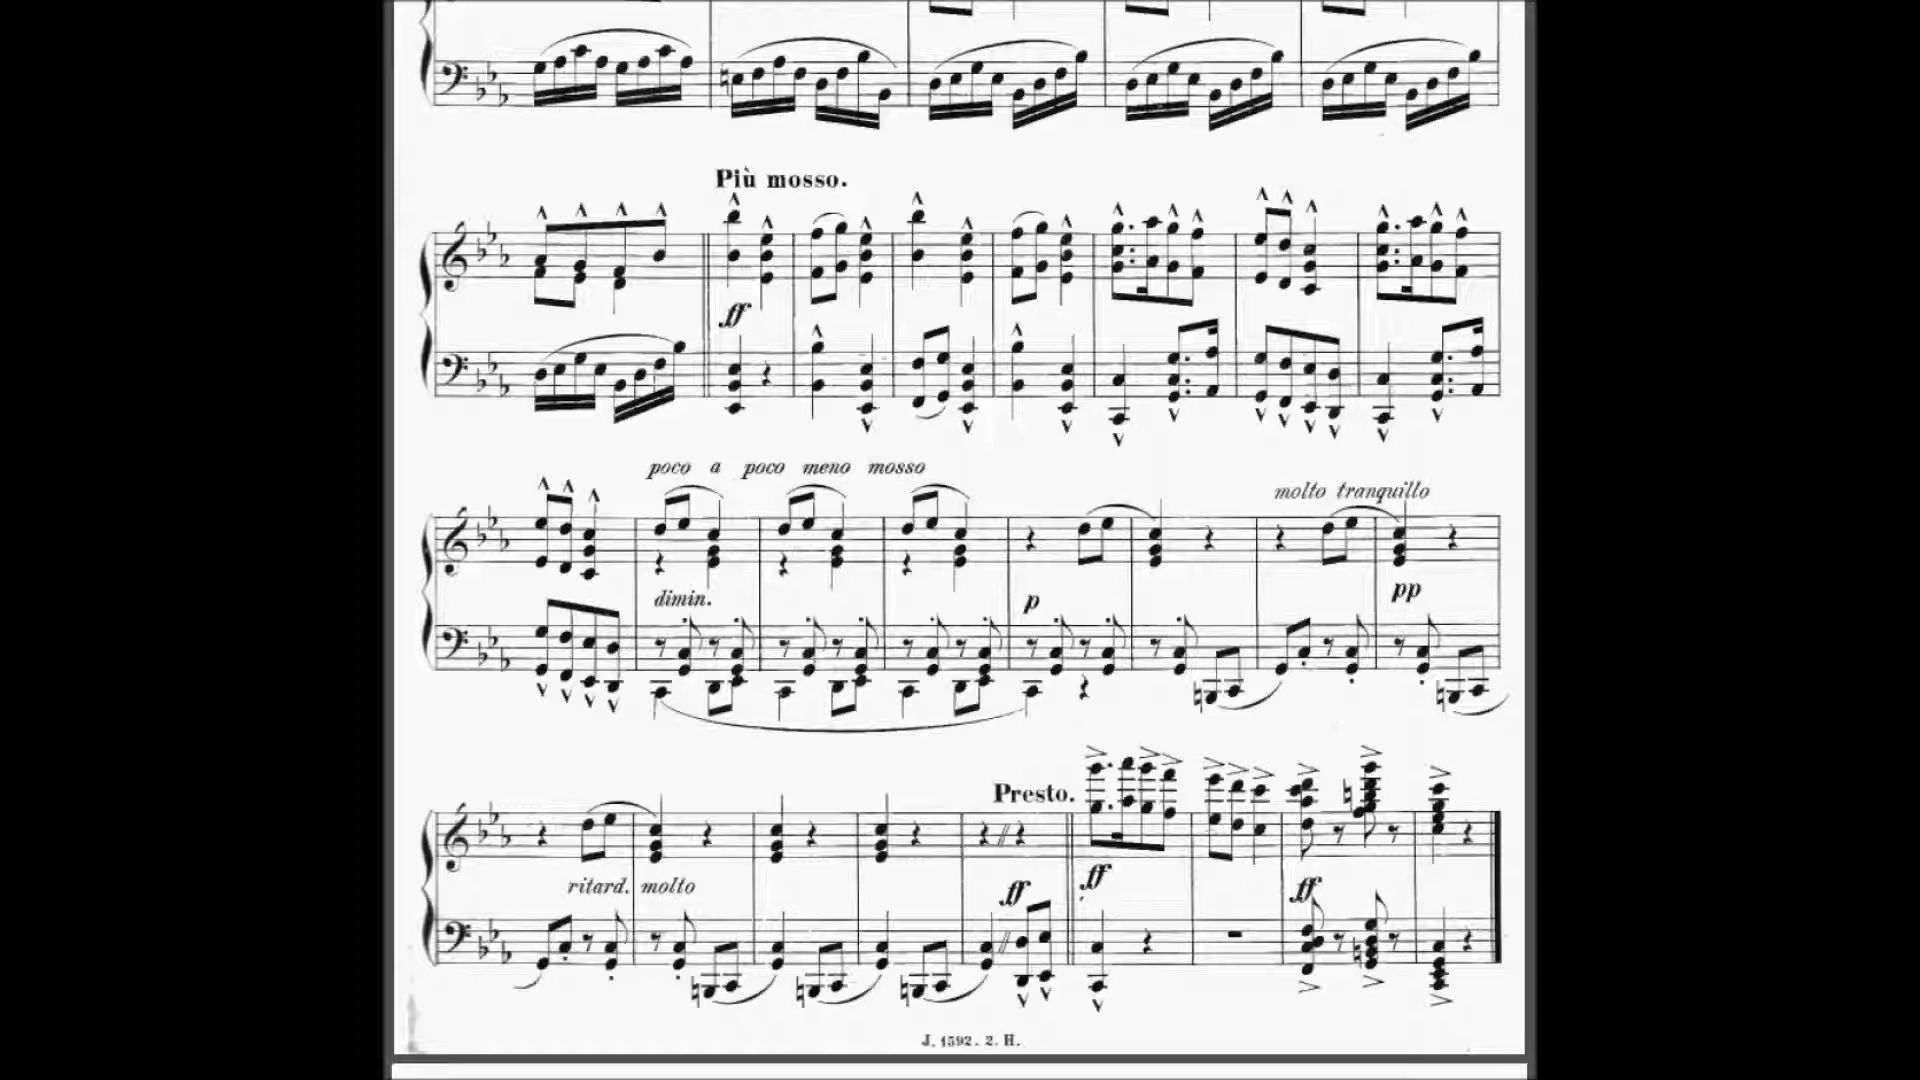 Più mosso.
ff
poco a poco meno mosso
molto tranquillo
dimin.
p
pp
Presto.
ritard. molto
ff
ff
ff
J. 1592. 2. H.